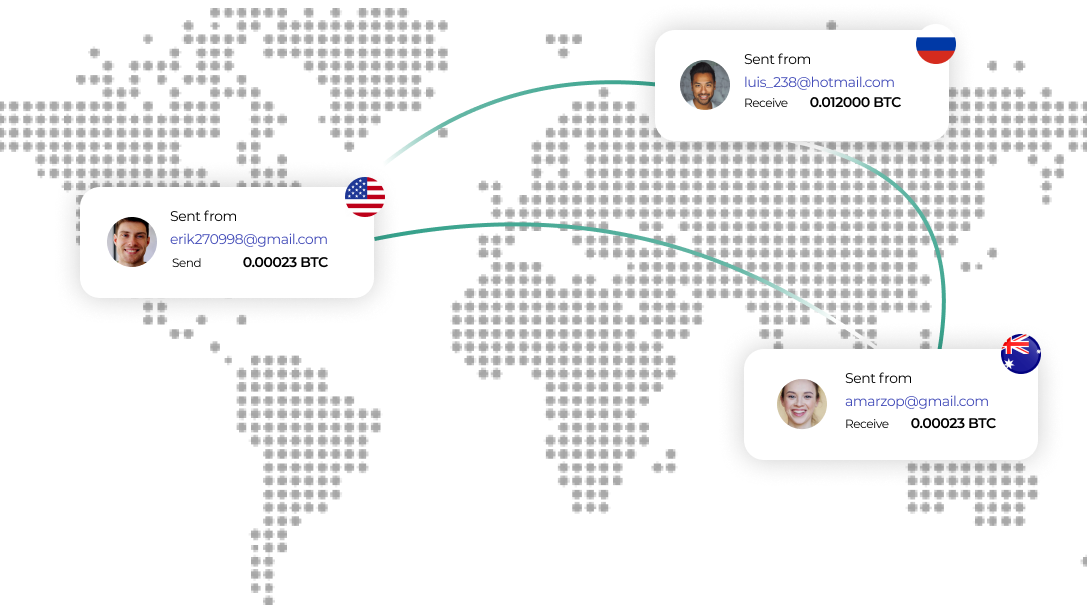 Sent from
luis_238@hotmail.com
Receive 0.012000 BTC
Sent from
erik270998@gmail.com
Send 0.00023 BTC
Sent from
amarzop@gmail.com
Receive 0.00023 BTC